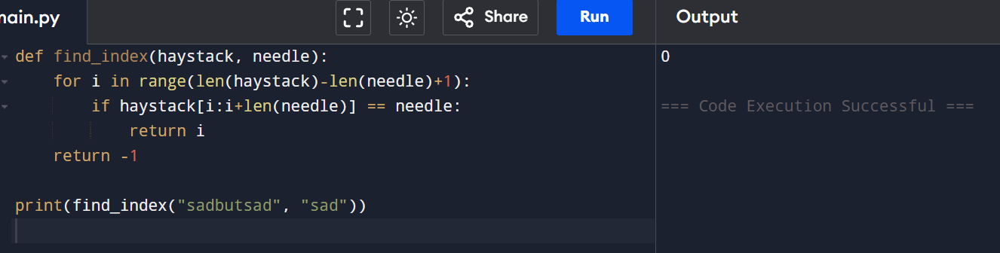 main.py
Share
Run
Output
def find_index(haystack, needle):
    for i in range(len(haystack)-len(needle)+1):
        if haystack[i:i+len(needle)] == needle:
            return i
    return -1
print(find_index("sadbutsad", "sad"))
0
=== Code Execution Successful ===